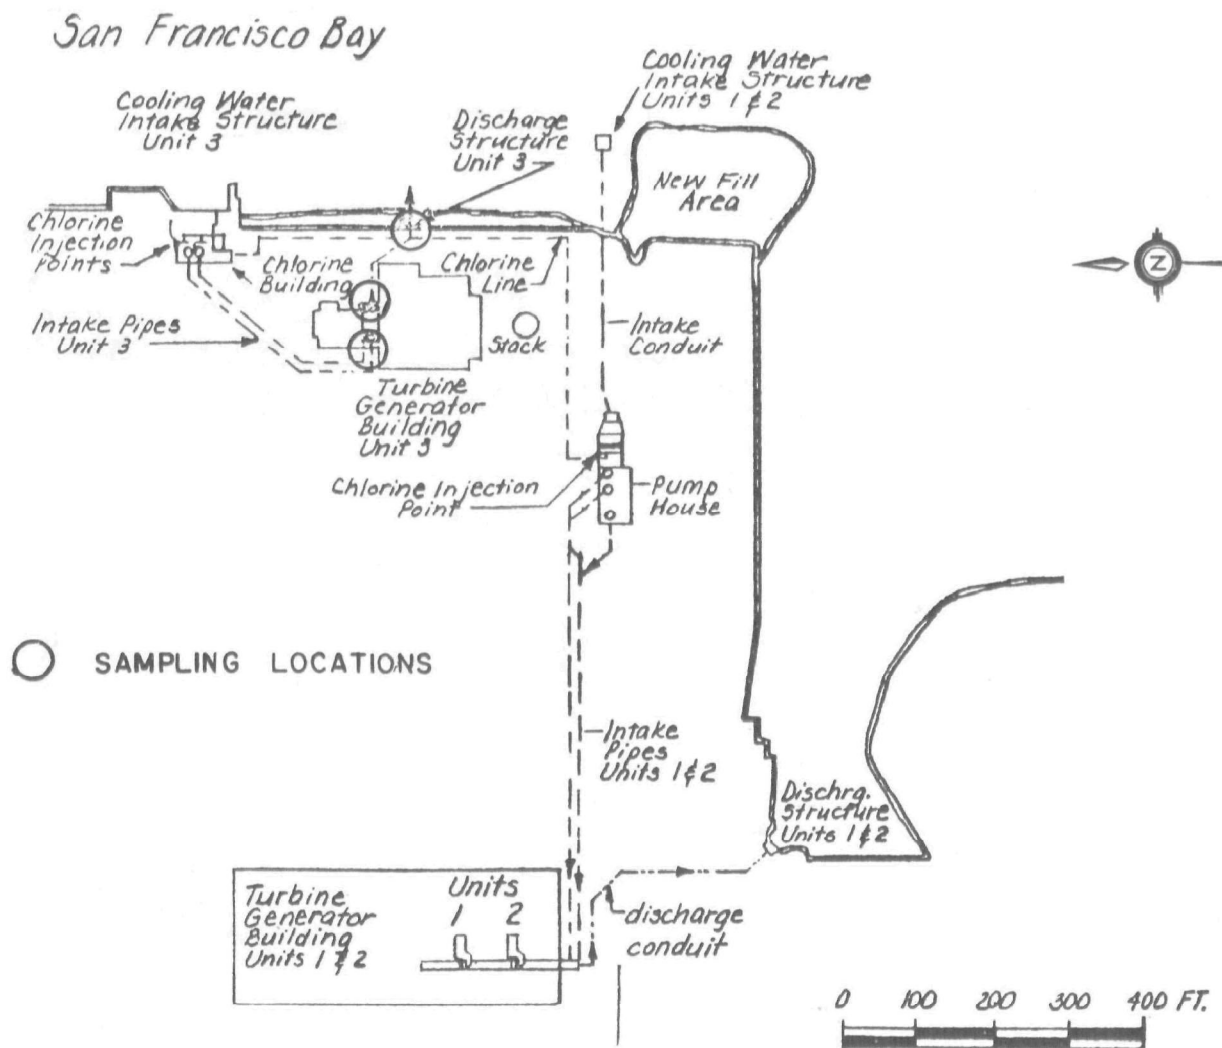 San Francisco Bay
Cooling Water
Intake Structure
Units 1 & 2
Cooling Water
Intake Structure
Unit 3
Discharge
Structure
Unit 3
New Fill
Area
Chlorine
Injection
Points
Chlorine
Building
Chlorine
Line
N
Intake Pipes
Unit 3
Stack
Intake
Conduit
Turbine
Generator
Building
Unit 3
Chlorine Injection
Point
Pump
House
SAMPLING LOCATIONS
Intake
Pipes
Units 1 & 2
Dischrg.
Structure
Units 1 & 2
Turbine
Generator
Building
Units 1 & 2
Units
1 2
discharge
conduit
0 100 200 300 400 FT.